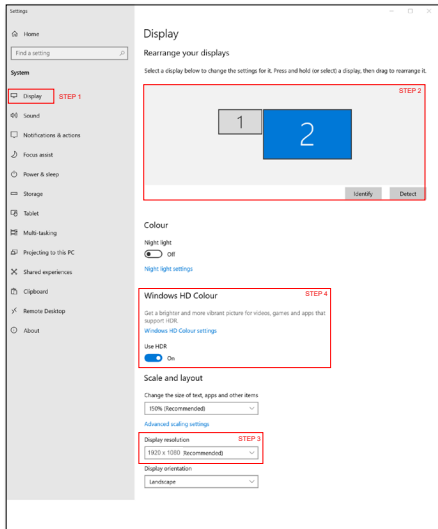 Settings
Home
Find a setting
System
Display STEP 1
Sound
Notifications & actions
Focus assist
Power & sleep
Storage
Tablet
Multi-tasking
Projecting to this PC
Shared experiences
Clipboard
Remote Desktop
About
Display
Rearrange your displays
Select a display below to change the settings for it. Press and hold (or select) a display, then drag to rearrange it.
STEP 2
1 2
Identify Detect
Colour
Night light
Off
Night light settings
Windows HD Colour STEP 4
Get a brighter and more vibrant picture for videos, games and apps that
support HDR.
Windows HD Colour settings
Use HDR
On
Scale and layout
Change the size of text, apps and other items
150% (Recommended)
Advanced scaling settings
Display resolution STEP 3
1920 x 1080 (Recommended)
Display orientation
Landscape